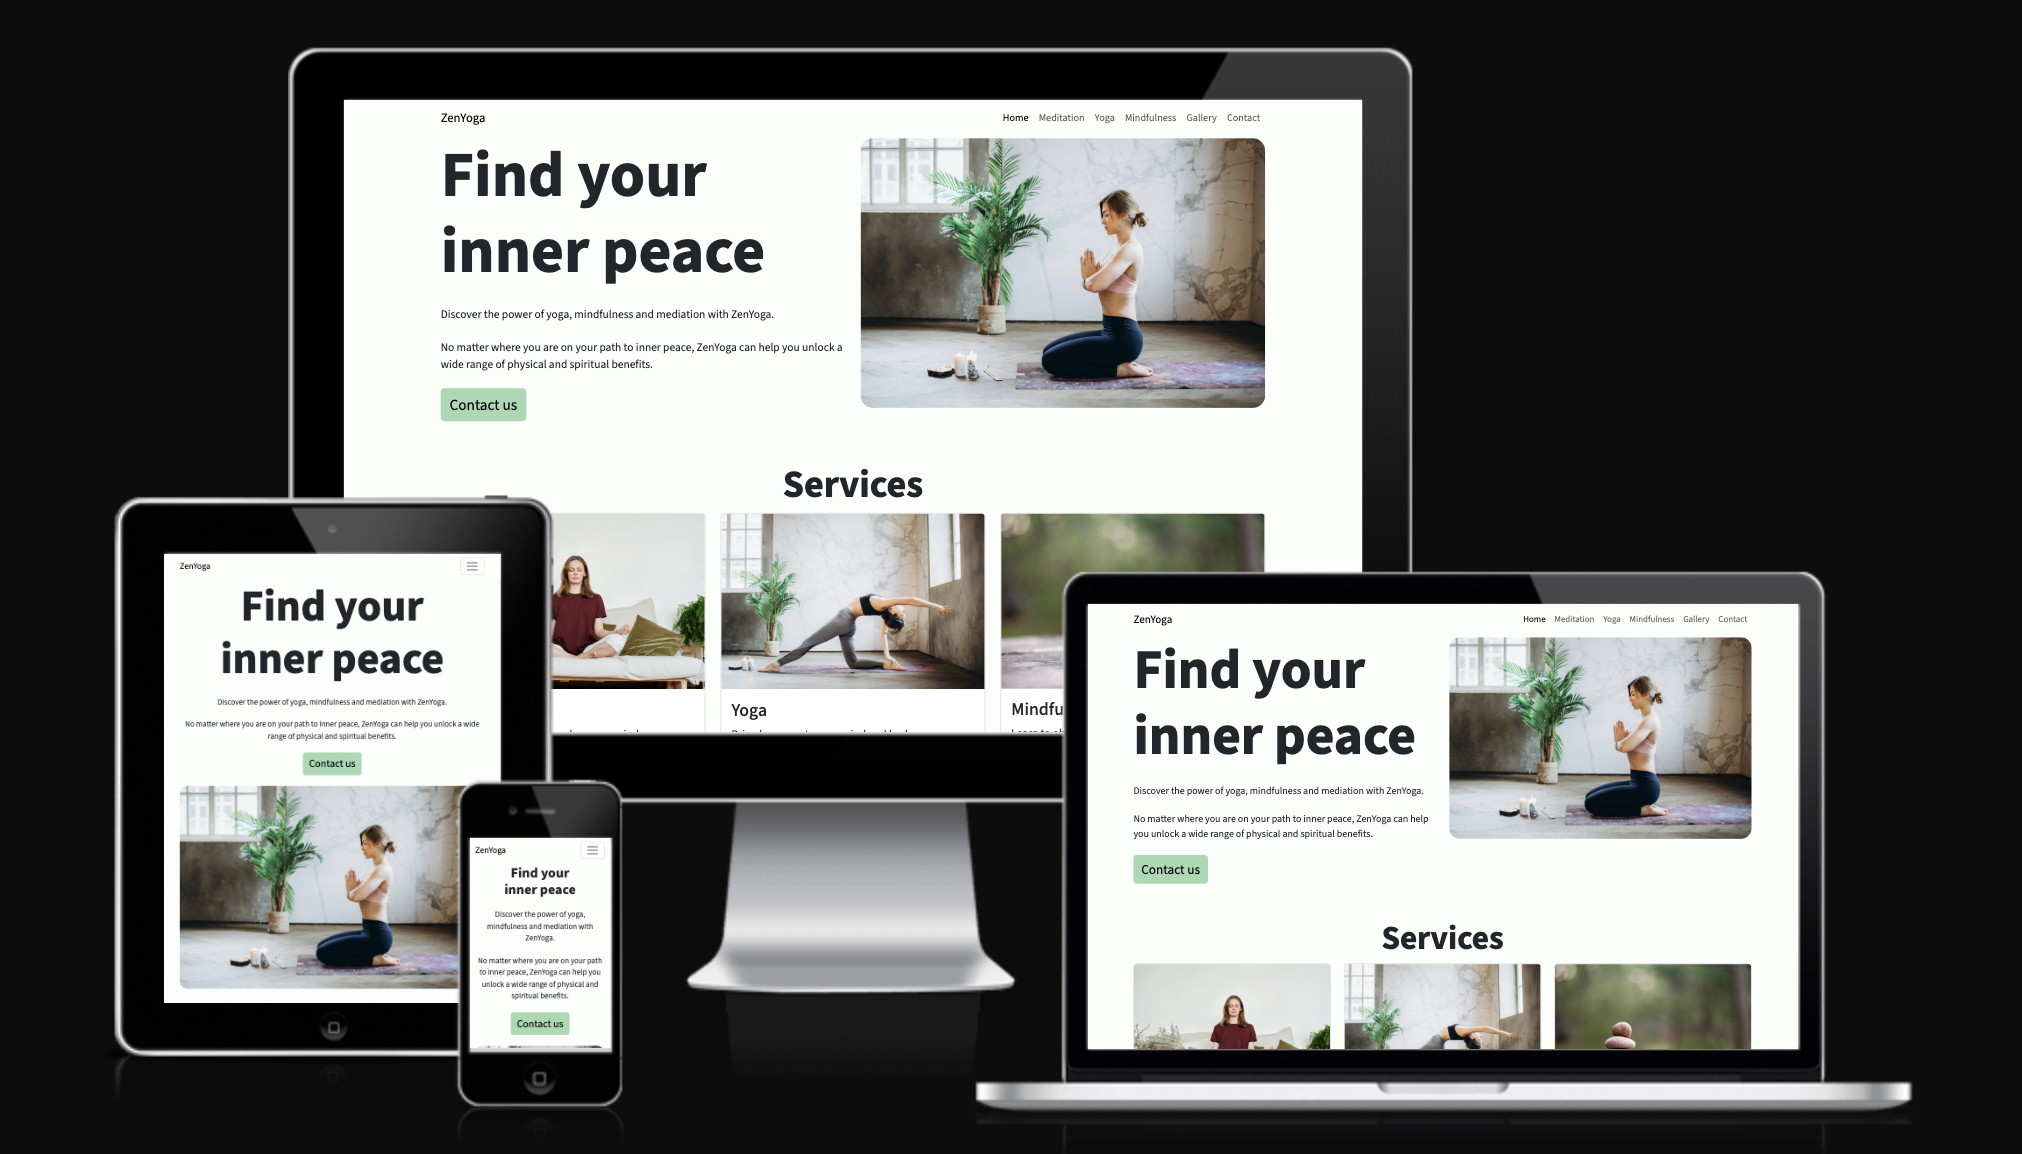 ZenYoga
Home Meditation Yoga Mindfulness Gallery Contact
Find your
inner peace
Discover the power of yoga, mindfulness and mediation with ZenYoga.
No matter where you are on your path to inner peace, ZenYoga can help you unlock a
wide range of physical and spiritual benefits.
Contact us
Services
Yoga
Mindfu
ZenYoga
Find your
inner peace
Discover the power of yoga, mindfulness and mediation with ZenYoga.
No matter where you are on your path to inner peace, ZenYoga can help you unlock a wide
range of physical and spiritual benefits.
Contact us
ZenYoga
Find your
inner peace
Discover the power of yoga,
mindfulness and mediation with
ZenYoga.
No matter where you are on your path
to inner peace, ZenYoga can help you
unlock a wide range of physical and
spiritual benefits.
Contact us
ZenYoga
Home Meditation Yoga Mindfulness Gallery Contact
Find your
inner peace
Discover the power of yoga, mindfulness and mediation with ZenYoga.
No matter where you are on your path to inner peace, ZenYoga can help
you unlock a wide range of physical and spiritual benefits.
Contact us
Services